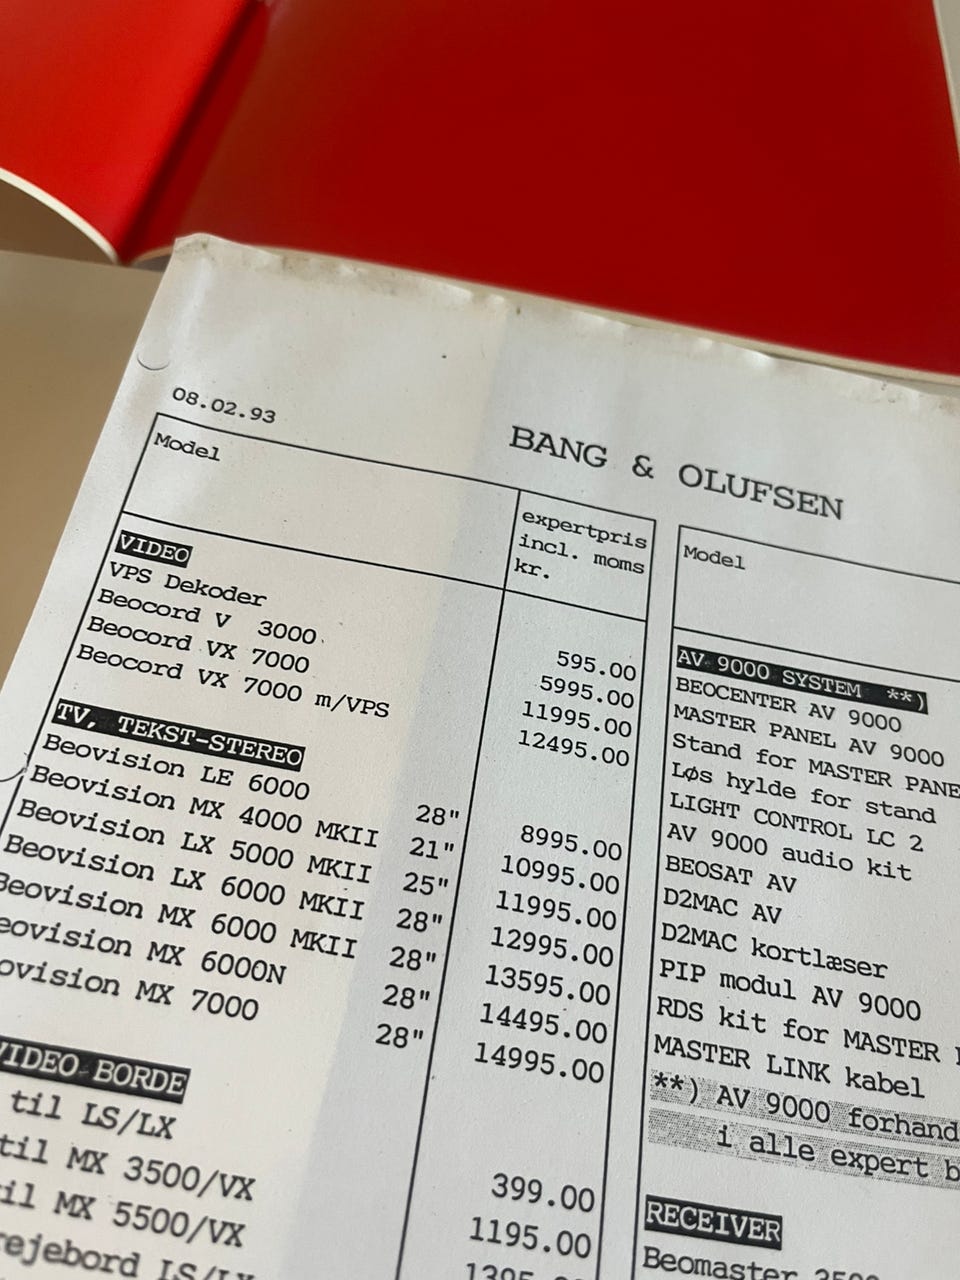 08.02.93
BANG & OLUFSEN
Model
expertpris
incl. moms
kr.
VIDEO
VPS Dekoder 595.00
Beocord V 3000 5995.00
Beocord VX 7000 11995.00
Beocord VX 7000 m/VPS 12495.00
TV, TEKST-STEREO
Beovision LE 6000 28" 8995.00
Beovision MX 4000 MKII 21" 10995.00
Beovision LX 5000 MKII 25" 11995.00
Beovision LX 6000 MKII 28" 12995.00
Beovision MX 6000 MKII 28" 13595.00
eovision MX 6000N 28" 14495.00
ovision MX 7000 28" 14995.00
VIDEO BORDE
til LS/LX 399.00
til MX 3500/VX 1195.00
il MX 5500/VX 1395.00
rejebord LS/LX
Model
AV 9000 SYSTEM **)
BEOCENTER AV 9000
MASTER PANEL AV 9000
Stand for MASTER PANE
Løs hylde for stand
LIGHT CONTROL LC 2
AV 9000 audio kit
BEOSAT AV
D2MAC AV
D2MAC kortlæser
PIP modul AV 9000
RDS kit for MASTER
MASTER LINK kabel
**) AV 9000 forhand
i alle expert b
RECEIVER
Beomaster 3500